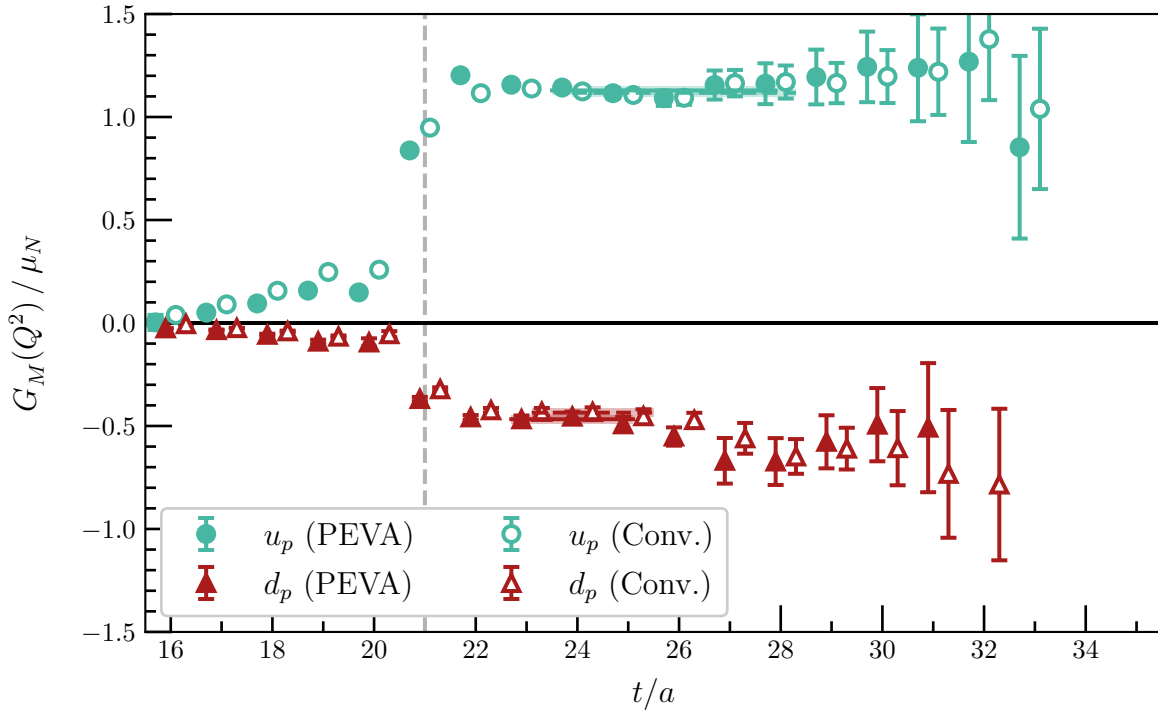 1.5
1.0
0.5
0.0
−0.5
−1.0
−1.5
G_M(Q²) / μ_N
u_p (PEVA)
u_p (Conv.)
d_p (PEVA)
d_p (Conv.)
16 18 20 22 24 26 28 30 32 34
t/a